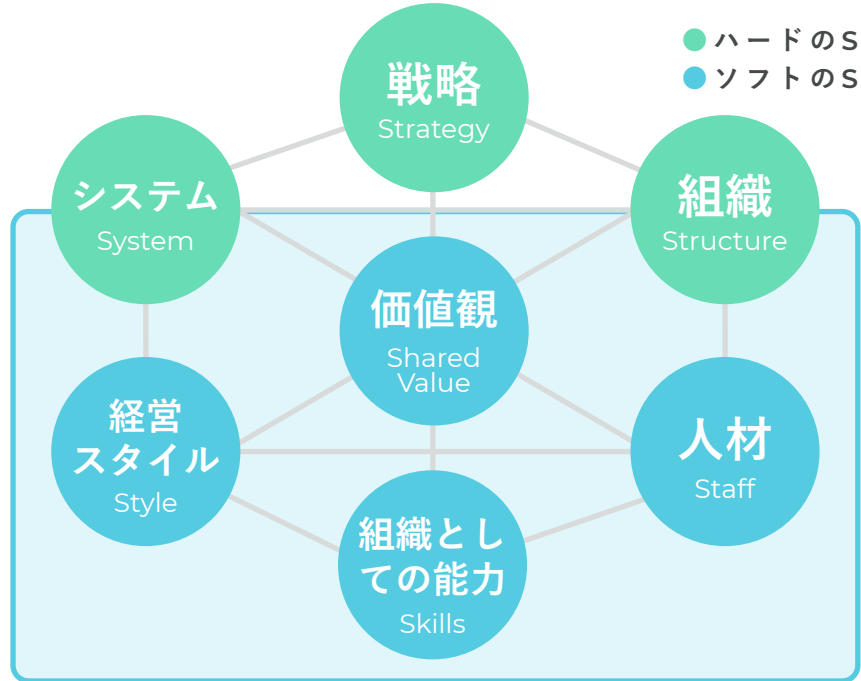 ハードのS
ソフトのS
戦略
Strategy
システム
System
組織
Structure
価値観
Shared
Value
経営
スタイル
Style
人材
Staff
組織とし
ての能力
Skills